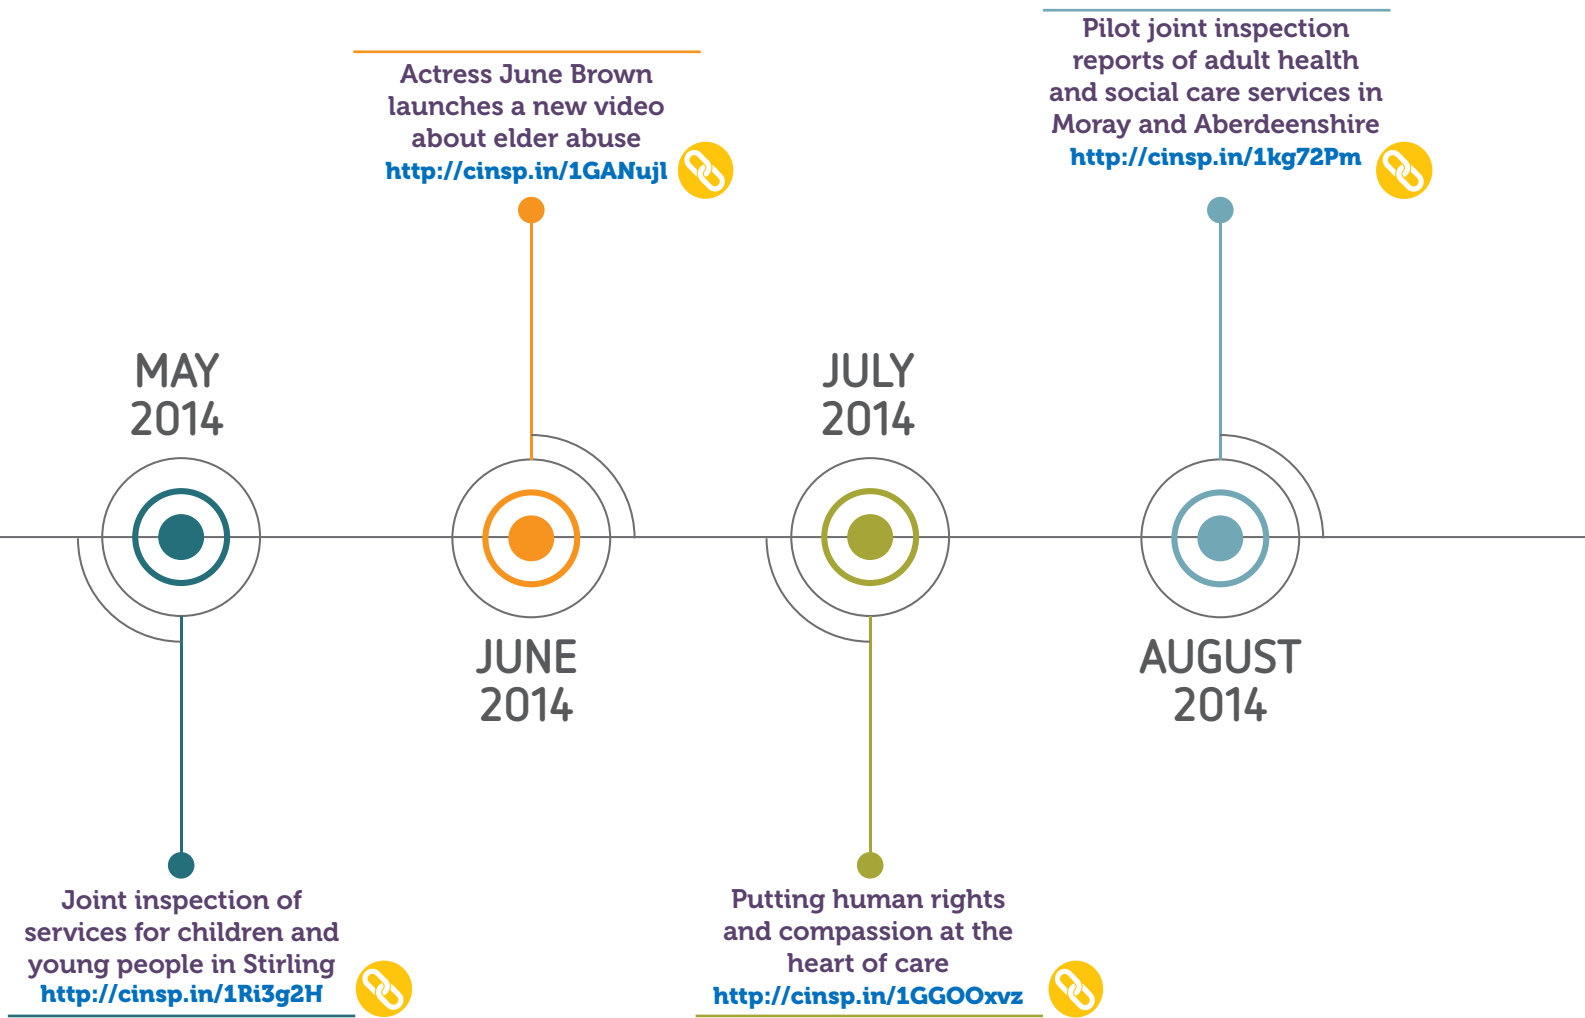 MAY
2014
Joint inspection of
services for children and
young people in Stirling
http://cinsp.in/1Ri3g2H
Actress June Brown
launches a new video
about elder abuse
http://cinsp.in/1GANujl
JUNE
2014
JULY
2014
Putting human rights
and compassion at the
heart of care
http://cinsp.in/1GGOOxvz
Pilot joint inspection
reports of adult health
and social care services in
Moray and Aberdeenshire
http://cinsp.in/1kg72Pm
AUGUST
2014